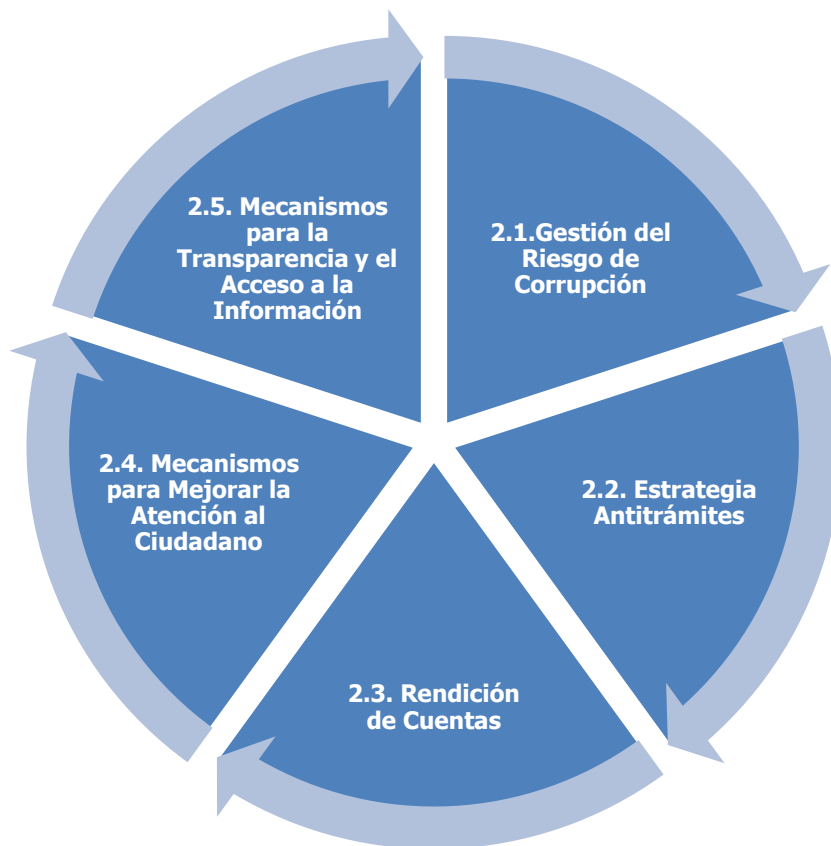 2.1.Gestión del
Riesgo de
Corrupción
2.2. Estrategia
Antitrámites
2.3. Rendición
de Cuentas
2.4. Mecanismos
para Mejorar la
Atención al
Ciudadano
2.5. Mecanismos
para la
Transparencia y el
Acceso a la
Información